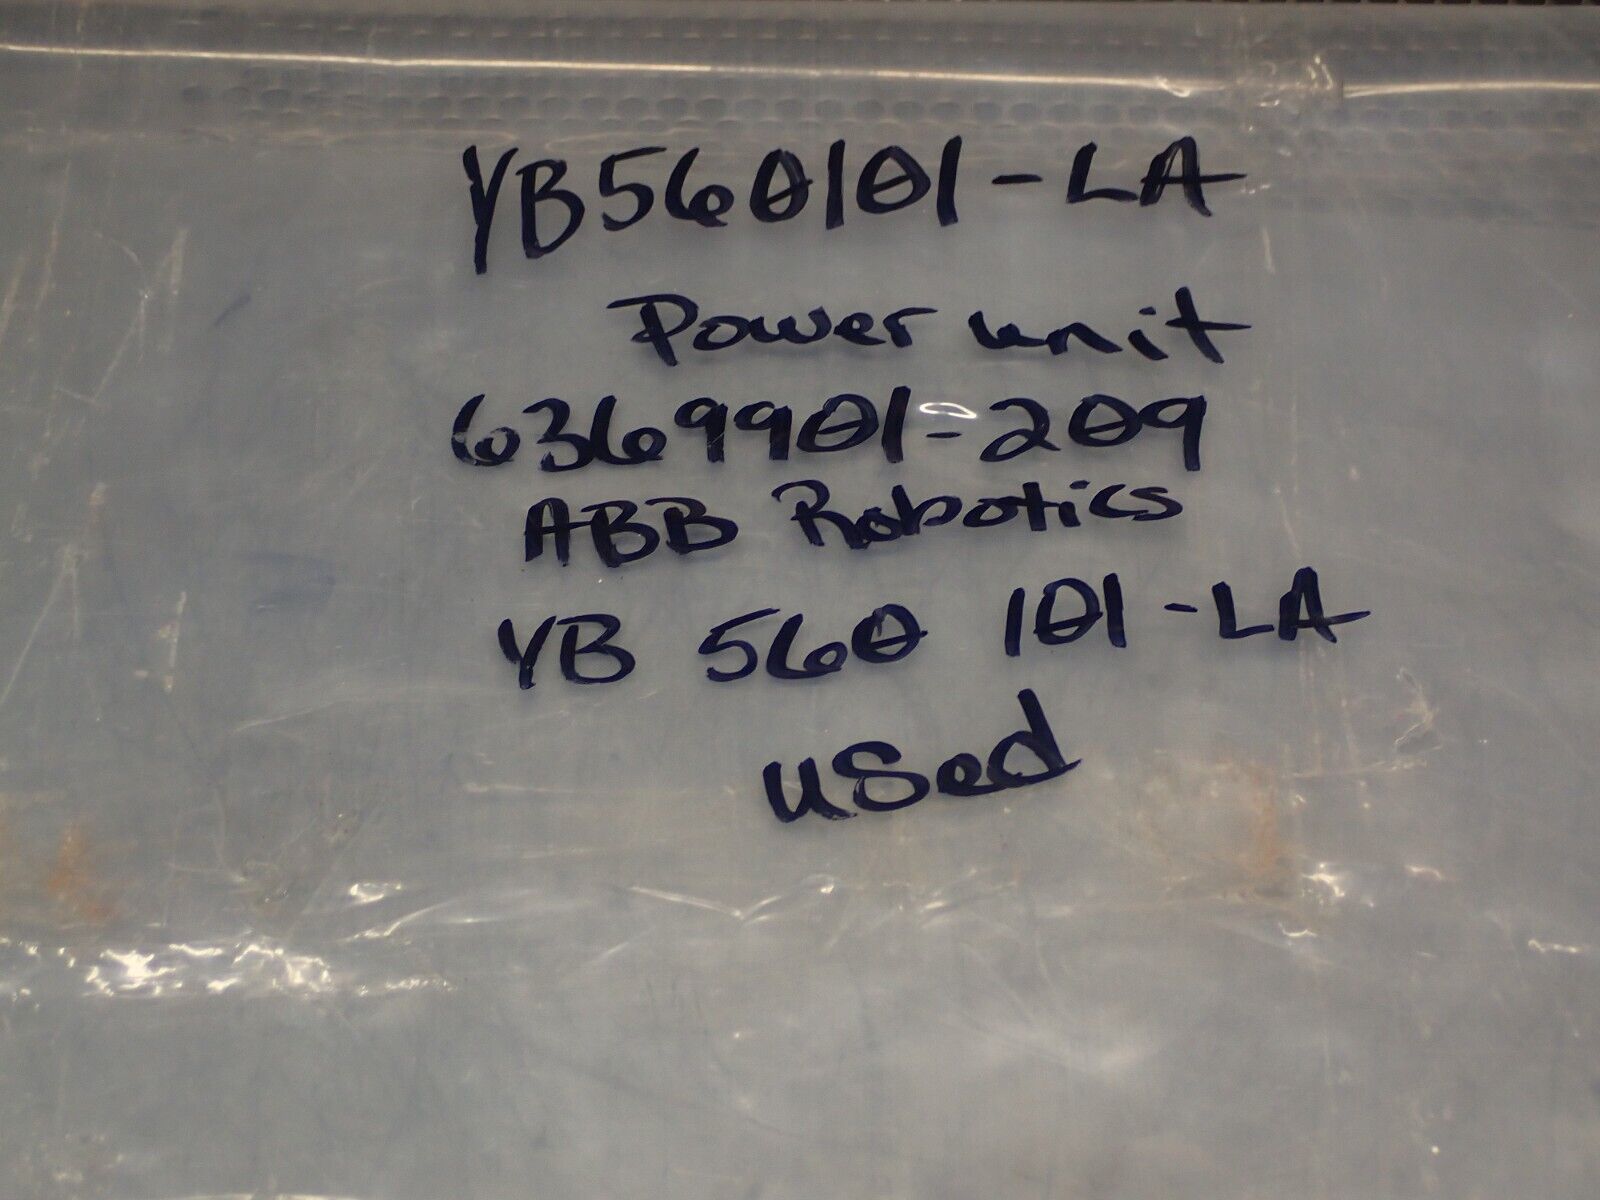 YB560101-LA
Power unit
6369901-209
ABB Robotics
YB 560 101-LA
used